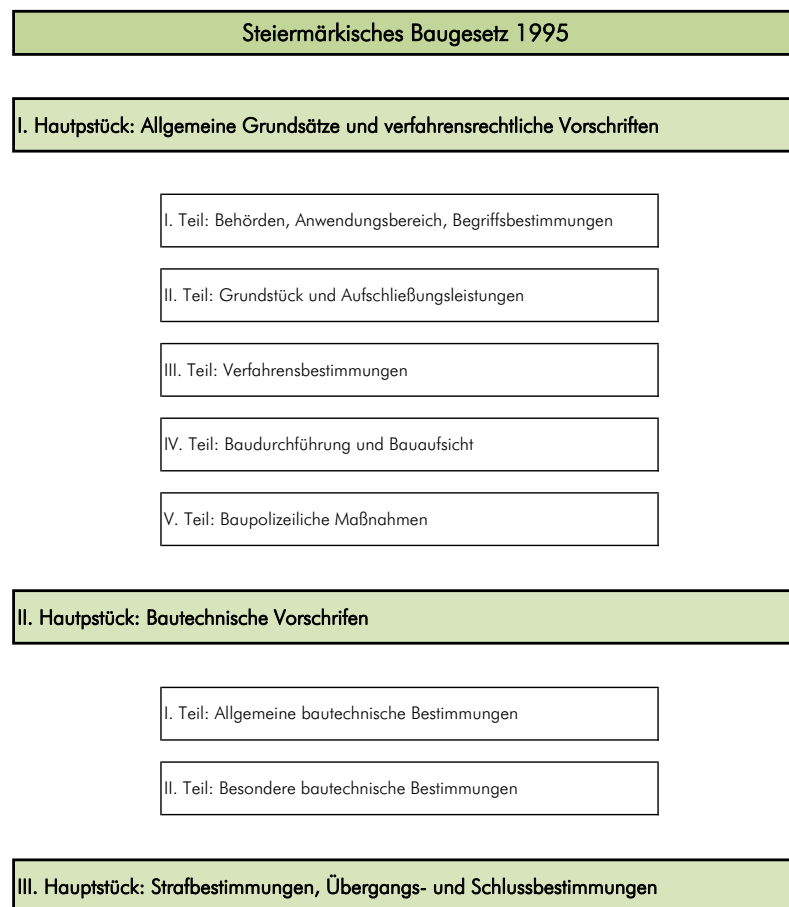 Steiermärkisches Baugesetz 1995
I. Hautpstück: Allgemeine Grundsätze und verfahrensrechtliche Vorschriften
I. Teil: Behörden, Anwendungsbereich, Begriffsbestimmungen
II. Teil: Grundstück und Aufschließungsleistungen
III. Teil: Verfahrensbestimmungen
IV. Teil: Baudurchführung und Bauaufsicht
V. Teil: Baupolizeiliche Maßnahmen
II. Hautpstück: Bautechnische Vorschrifen
I. Teil: Allgemeine bautechnische Bestimmungen
II. Teil: Besondere bautechnische Bestimmungen
III. Hauptstück: Strafbestimmungen, Übergangs- und Schlussbestimmungen